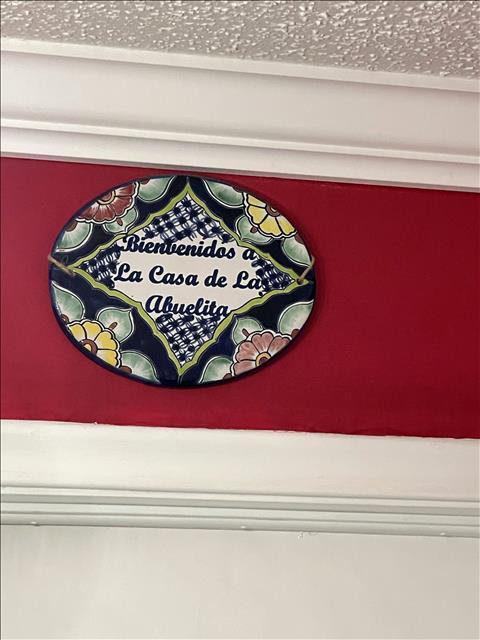 Bienvenidos a
La Casa de La
Abuelita